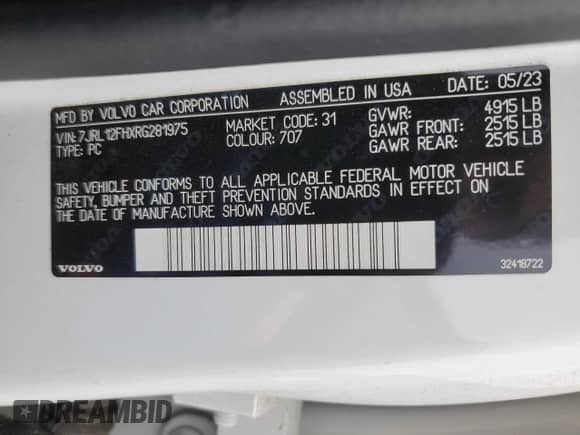 MFD BY VOLVO CAR CORPORATION ASSEMBLED IN USA DATE: 05/23
VIN: 7JRL12FHXRG281975 MARKET CODE: 31 GVWR: 4915 LB
TYPE: PC COLOUR: 707 GAWR FRONT: 2515 LB
GAWR REAR: 2515 LB
THIS VEHICLE CONFORMS TO ALL APPLICABLE FEDERAL MOTOR VEHICLE
SAFETY, BUMPER AND THEFT PREVENTION STANDARDS IN EFFECT ON
THE DATE OF MANUFACTURE SHOWN ABOVE.
VOLVO 32418722
DREAMBID